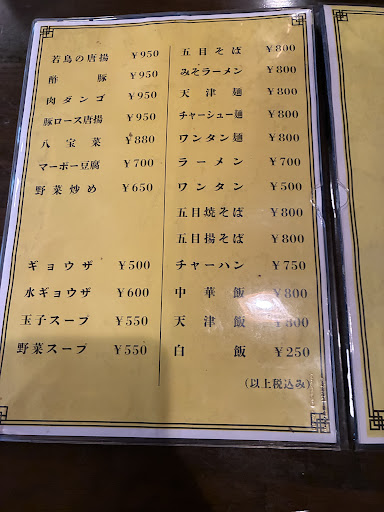 若鳥の唐揚 ¥950
酢豚 ¥950
肉ダンゴ ¥950
豚ロース唐揚 ¥950
八宝菜 ¥880
マーボー豆腐 ¥700
野菜炒め ¥650
ギョウザ ¥500
水ギョウザ ¥600
玉子スープ ¥550
野菜スープ ¥550
五目そば ¥800
みそラーメン ¥800
天津麺 ¥800
チャーシュー麺 ¥800
ワンタン麺 ¥800
ラーメン ¥700
ワンタン ¥500
五目焼そば ¥800
五目揚そば ¥800
チャーハン ¥750
中華飯 ¥800
天津飯 ¥800
白飯 ¥250
(以上税込み)